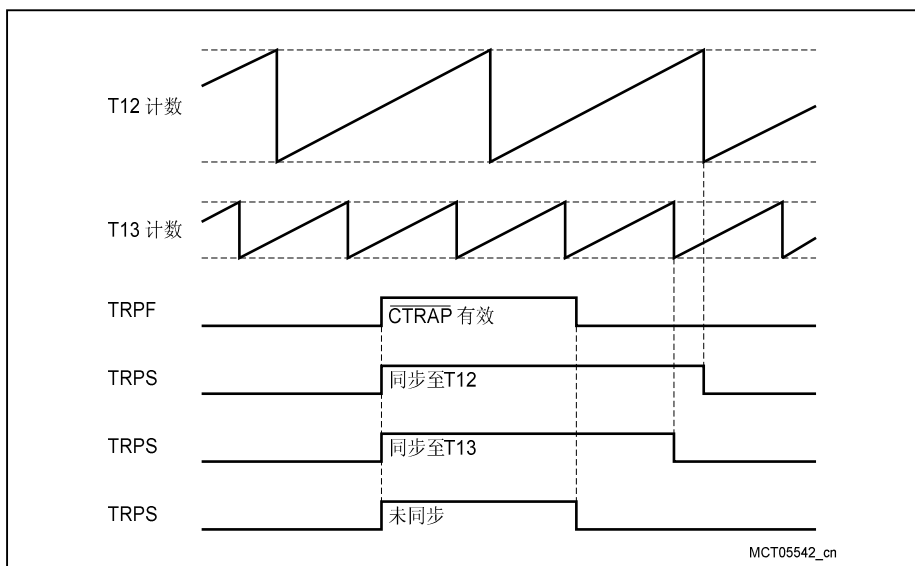 T12 计数
T13 计数
TRPF
CTRAP 有效
TRPS
同步至T12
TRPS
同步至T13
TRPS
未同步
MCT05542_cn